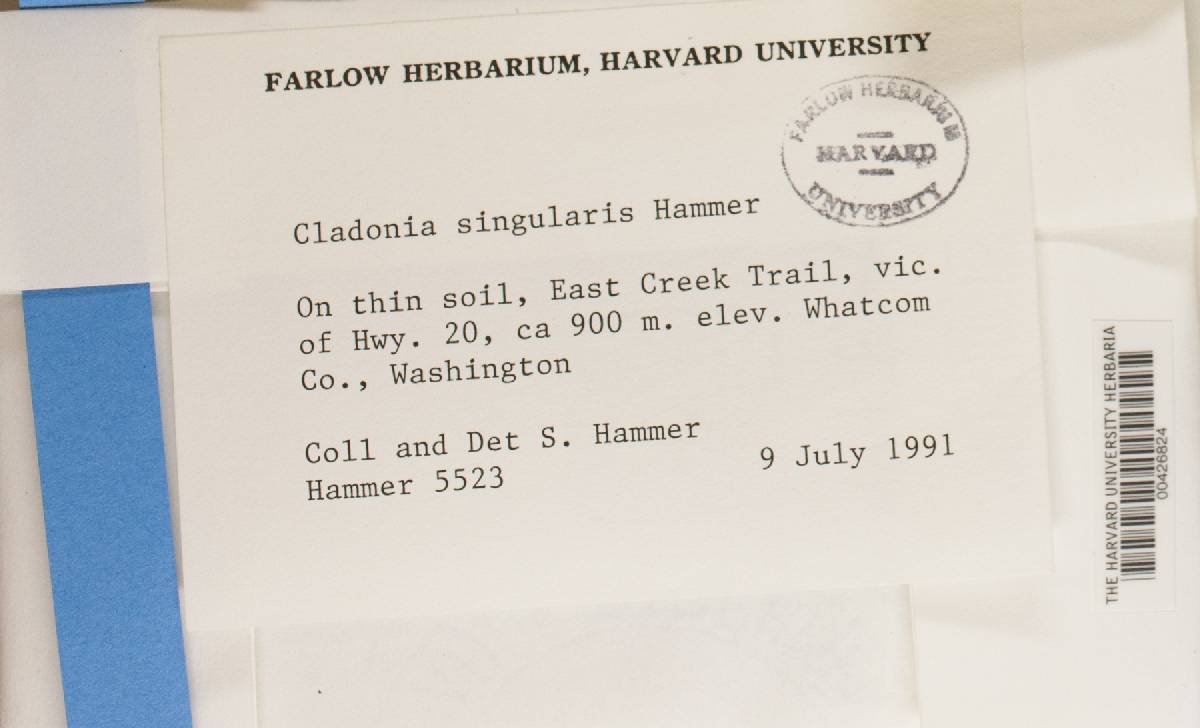 FARLOW HERBARIUM, HARVARD UNIVERSITY
FARLOW HERBARIUM
HARVARD
UNIVERSITY
Cladonia singularis Hammer
On thin soil, East Creek Trail, vic.
of Hwy. 20, ca 900 m. elev. Whatcom
Co., Washington
Coll and Det S. Hammer
Hammer 5523
9 July 1991
THE HARVARD UNIVERSITY HERBARIA
00426824